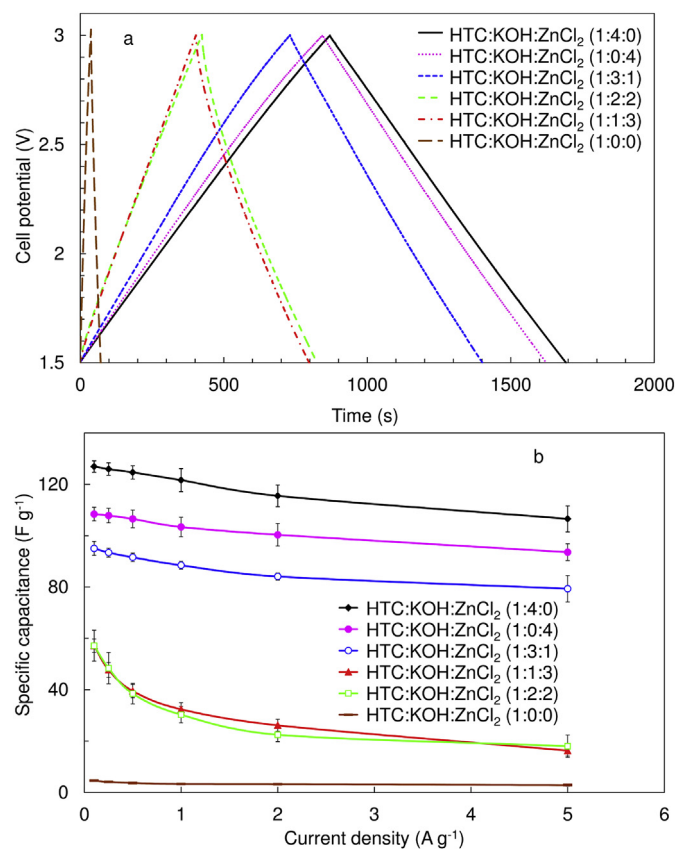 a
HTC:KOH:ZnCl₂ (1:4:0)
HTC:KOH:ZnCl₂ (1:0:4)
HTC:KOH:ZnCl₂ (1:3:1)
HTC:KOH:ZnCl₂ (1:2:2)
HTC:KOH:ZnCl₂ (1:1:3)
HTC:KOH:ZnCl₂ (1:0:0)
Cell potential (V)
3
2.5
2
1.5
0
500
1000
1500
2000
Time (s)
b
Specific capacitance (F g⁻¹)
120
80
40
0
HTC:KOH:ZnCl₂ (1:4:0)
HTC:KOH:ZnCl₂ (1:0:4)
HTC:KOH:ZnCl₂ (1:3:1)
HTC:KOH:ZnCl₂ (1:1:3)
HTC:KOH:ZnCl₂ (1:2:2)
HTC:KOH:ZnCl₂ (1:0:0)
0
1
2
3
4
5
6
Current density (A g⁻¹)